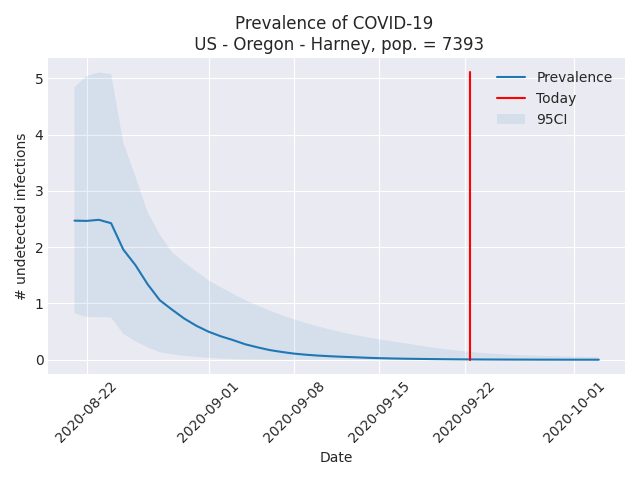 Prevalence of COVID-19
US - Oregon - Harney, pop. = 7393
Prevalence
Today
95CI
# undetected infections
5
4
3
2
1
0
2020-08-22
2020-09-01
2020-09-08
2020-09-15
2020-09-22
2020-10-01
Date